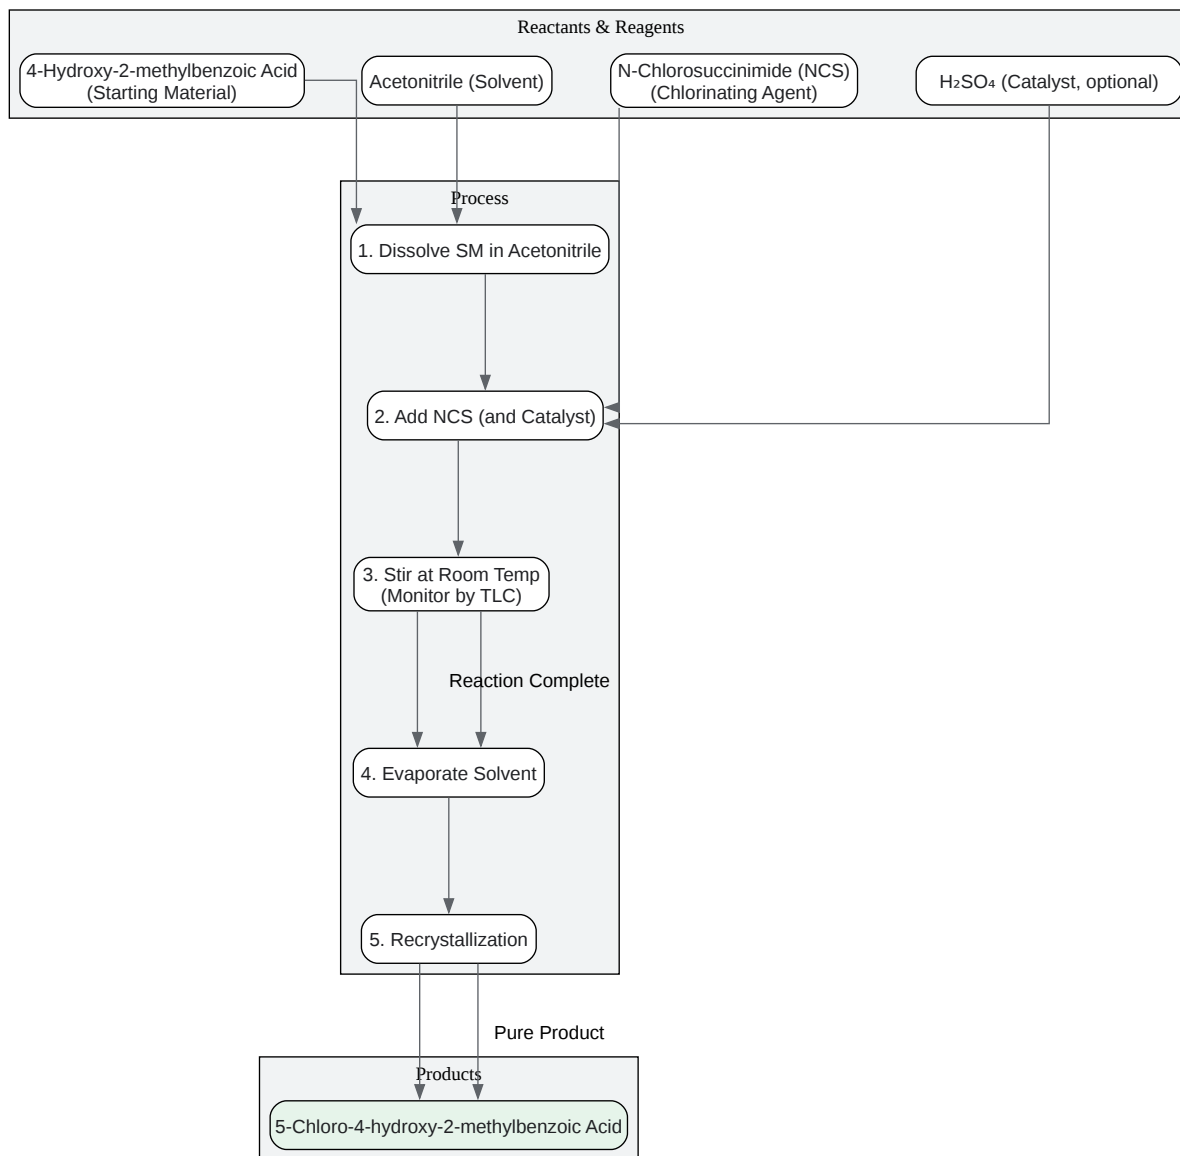 Reactants & Reagents
4-Hydroxy-2-methylbenzoic Acid
(Starting Material)
Acetonitrile (Solvent)
N-Chlorosuccinimide (NCS)
(Chlorinating Agent)
H₂SO₄ (Catalyst, optional)
Process
1. Dissolve SM in Acetonitrile
2. Add NCS (and Catalyst)
3. Stir at Room Temp
(Monitor by TLC)
Reaction Complete
4. Evaporate Solvent
5. Recrystallization
Pure Product
Products
5-Chloro-4-hydroxy-2-methylbenzoic Acid